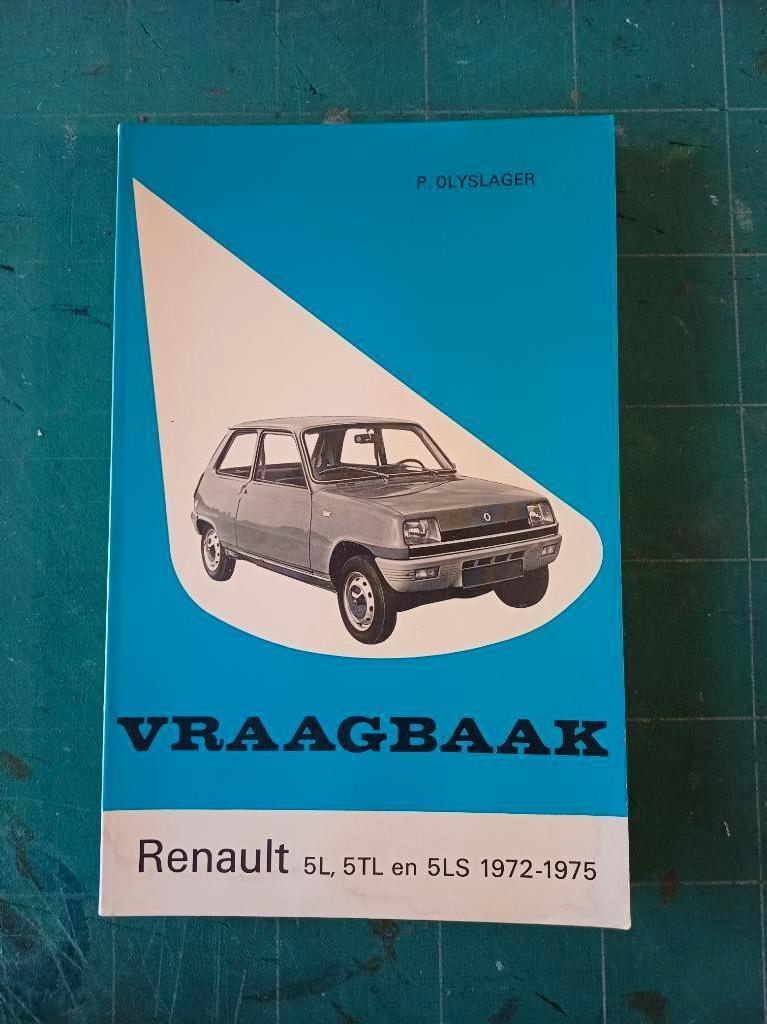 P. OLYSLAGER
VRAAGBAAK
Renault 5L, 5TL en 5LS 1972-1975